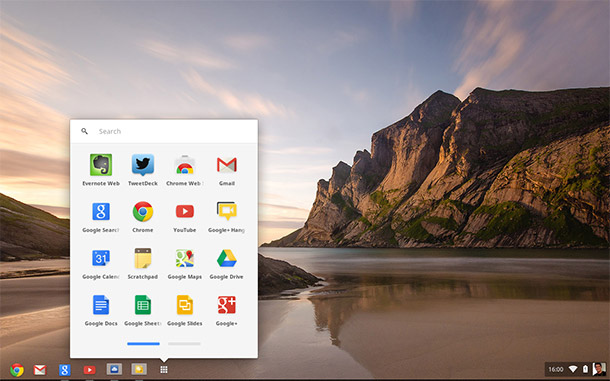 Search
Evernote Web TweetDeck Chrome Web Gmail
Google Search Chrome YouTube Google+ Hang
31
Google Calend Scratchpad Google Maps Google Drive
Google Docs Google Sheets Google Slides Google+
16:00